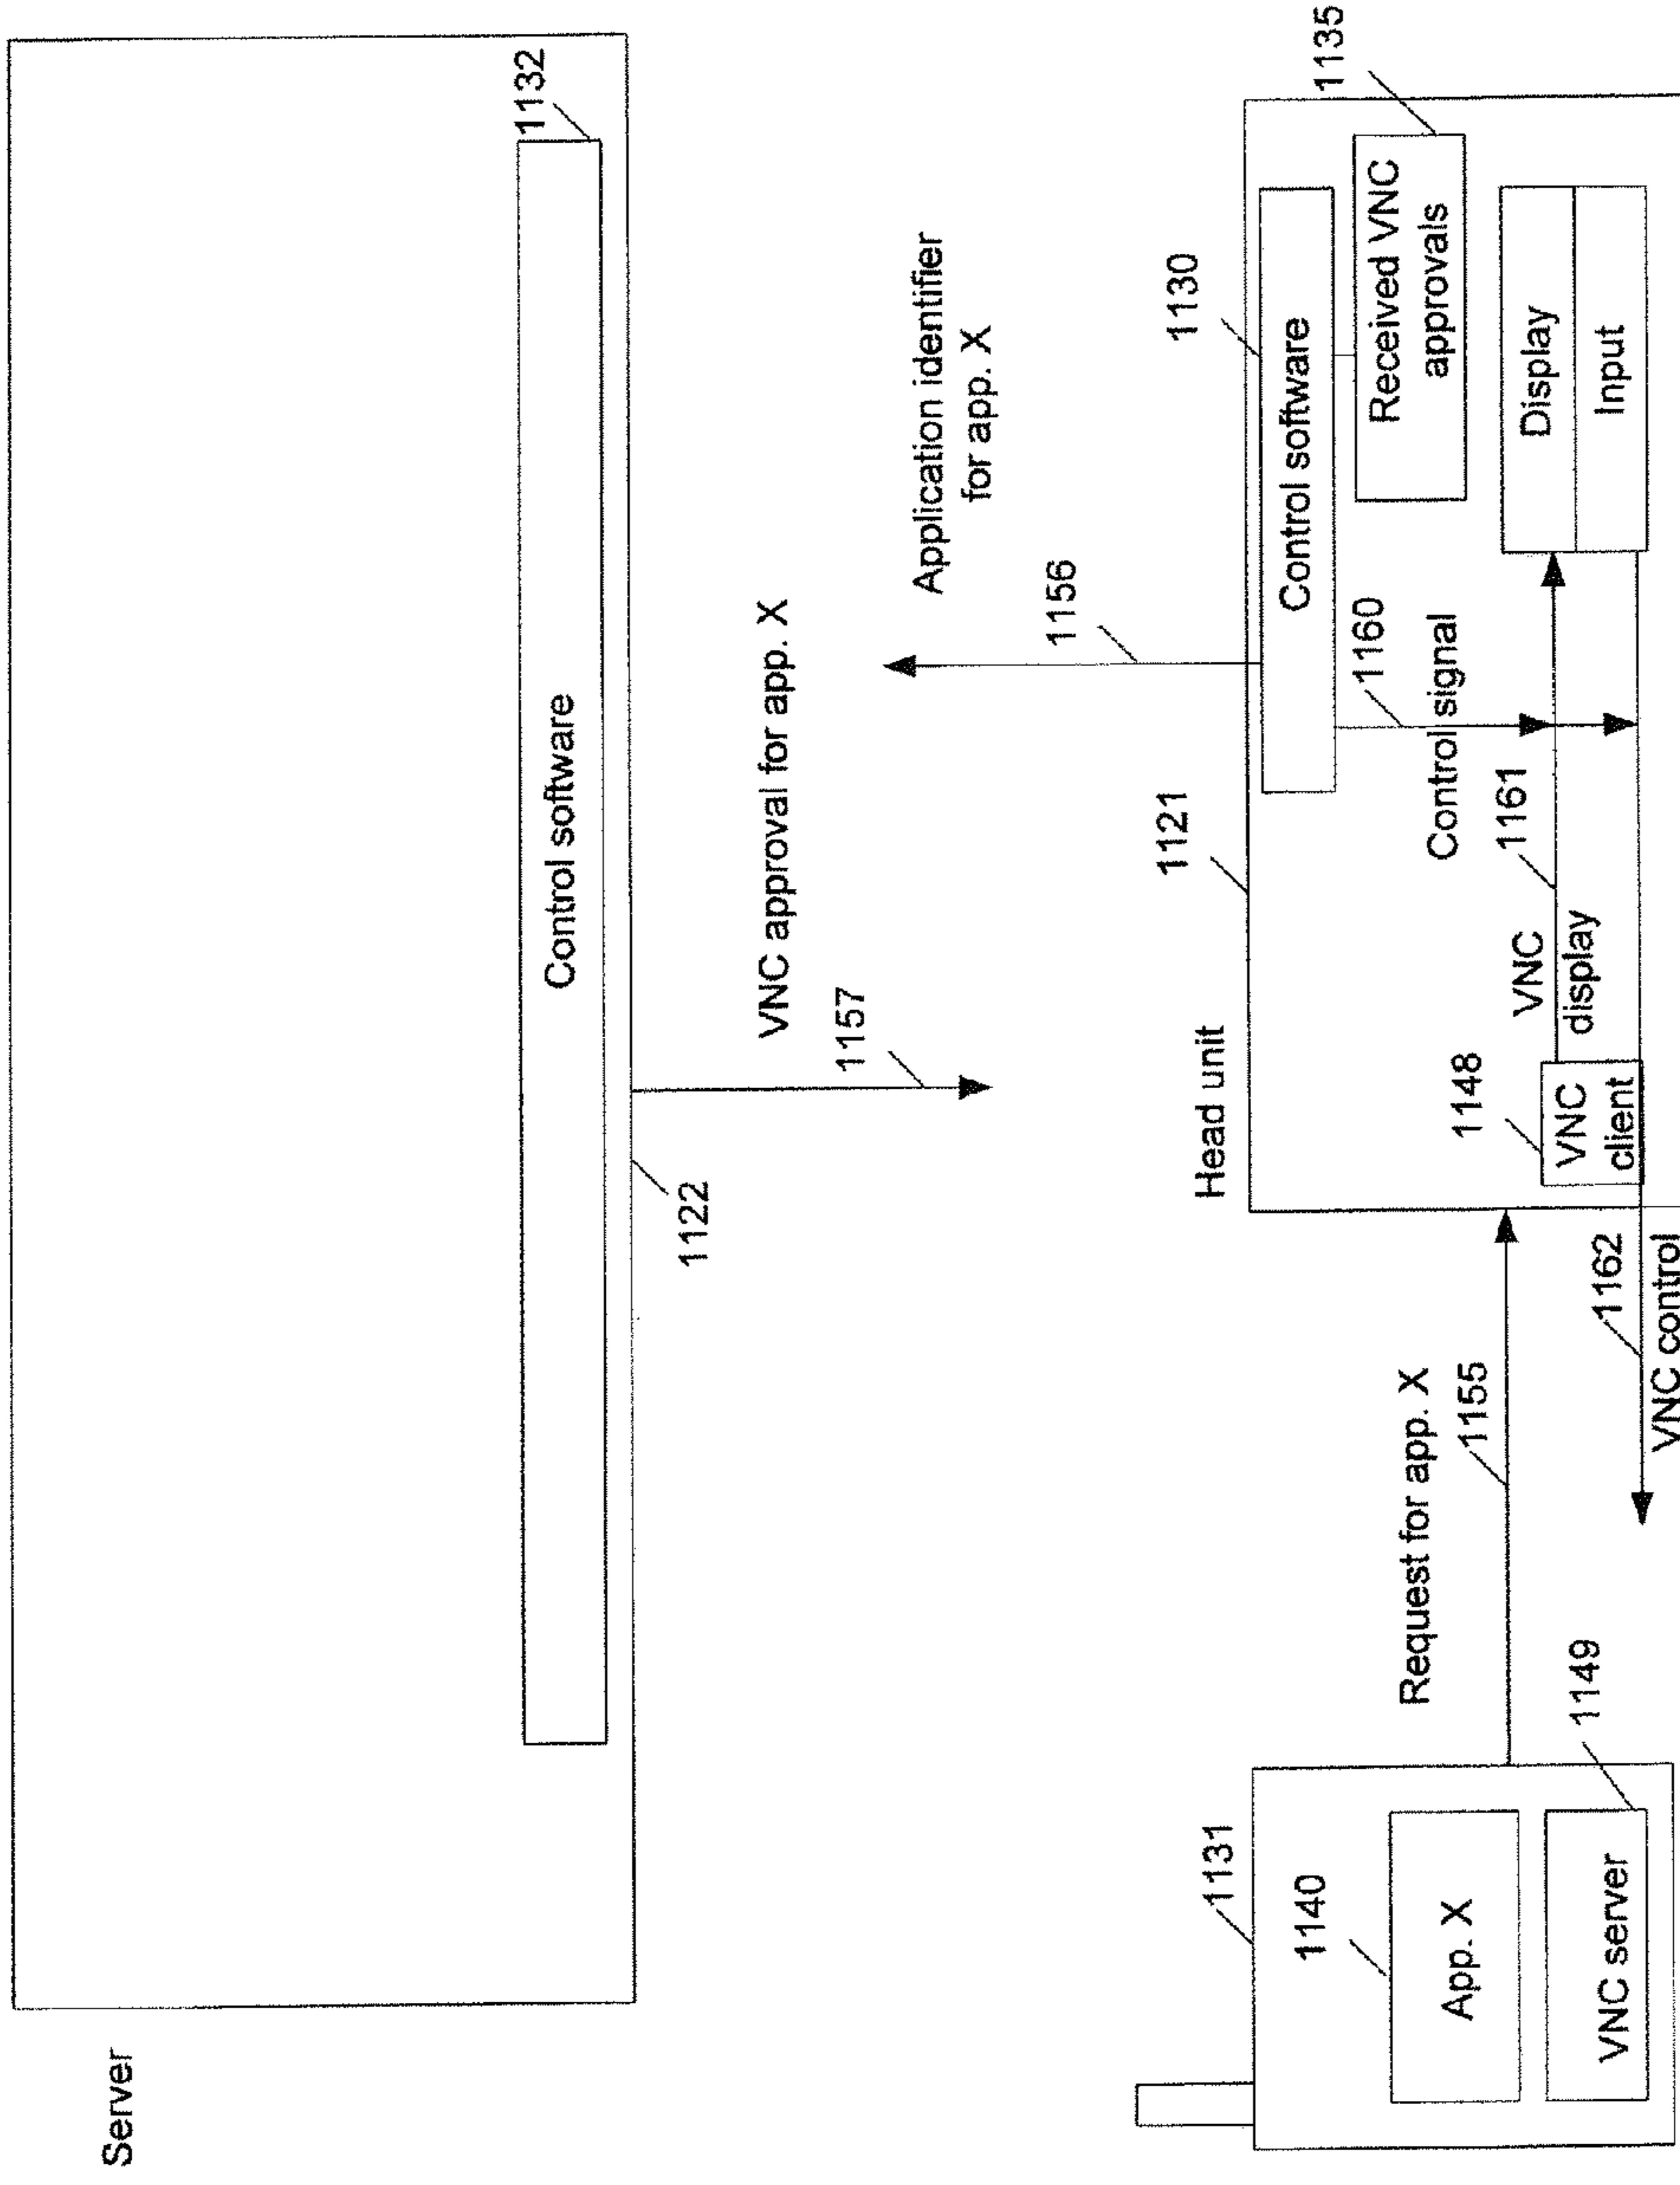 Server
Control software
1132
1122
VNC approval for app. X
1157
Application identifier
for app. X
1156
Head unit
1121
1130
Control software
1135
Received VNC
approvals
1160
Control signal
Display
Input
1161
VNC
display
1148
VNC
client
1162
VNC control
Request for app. X
1155
1131
1140
App. X
1149
VNC server